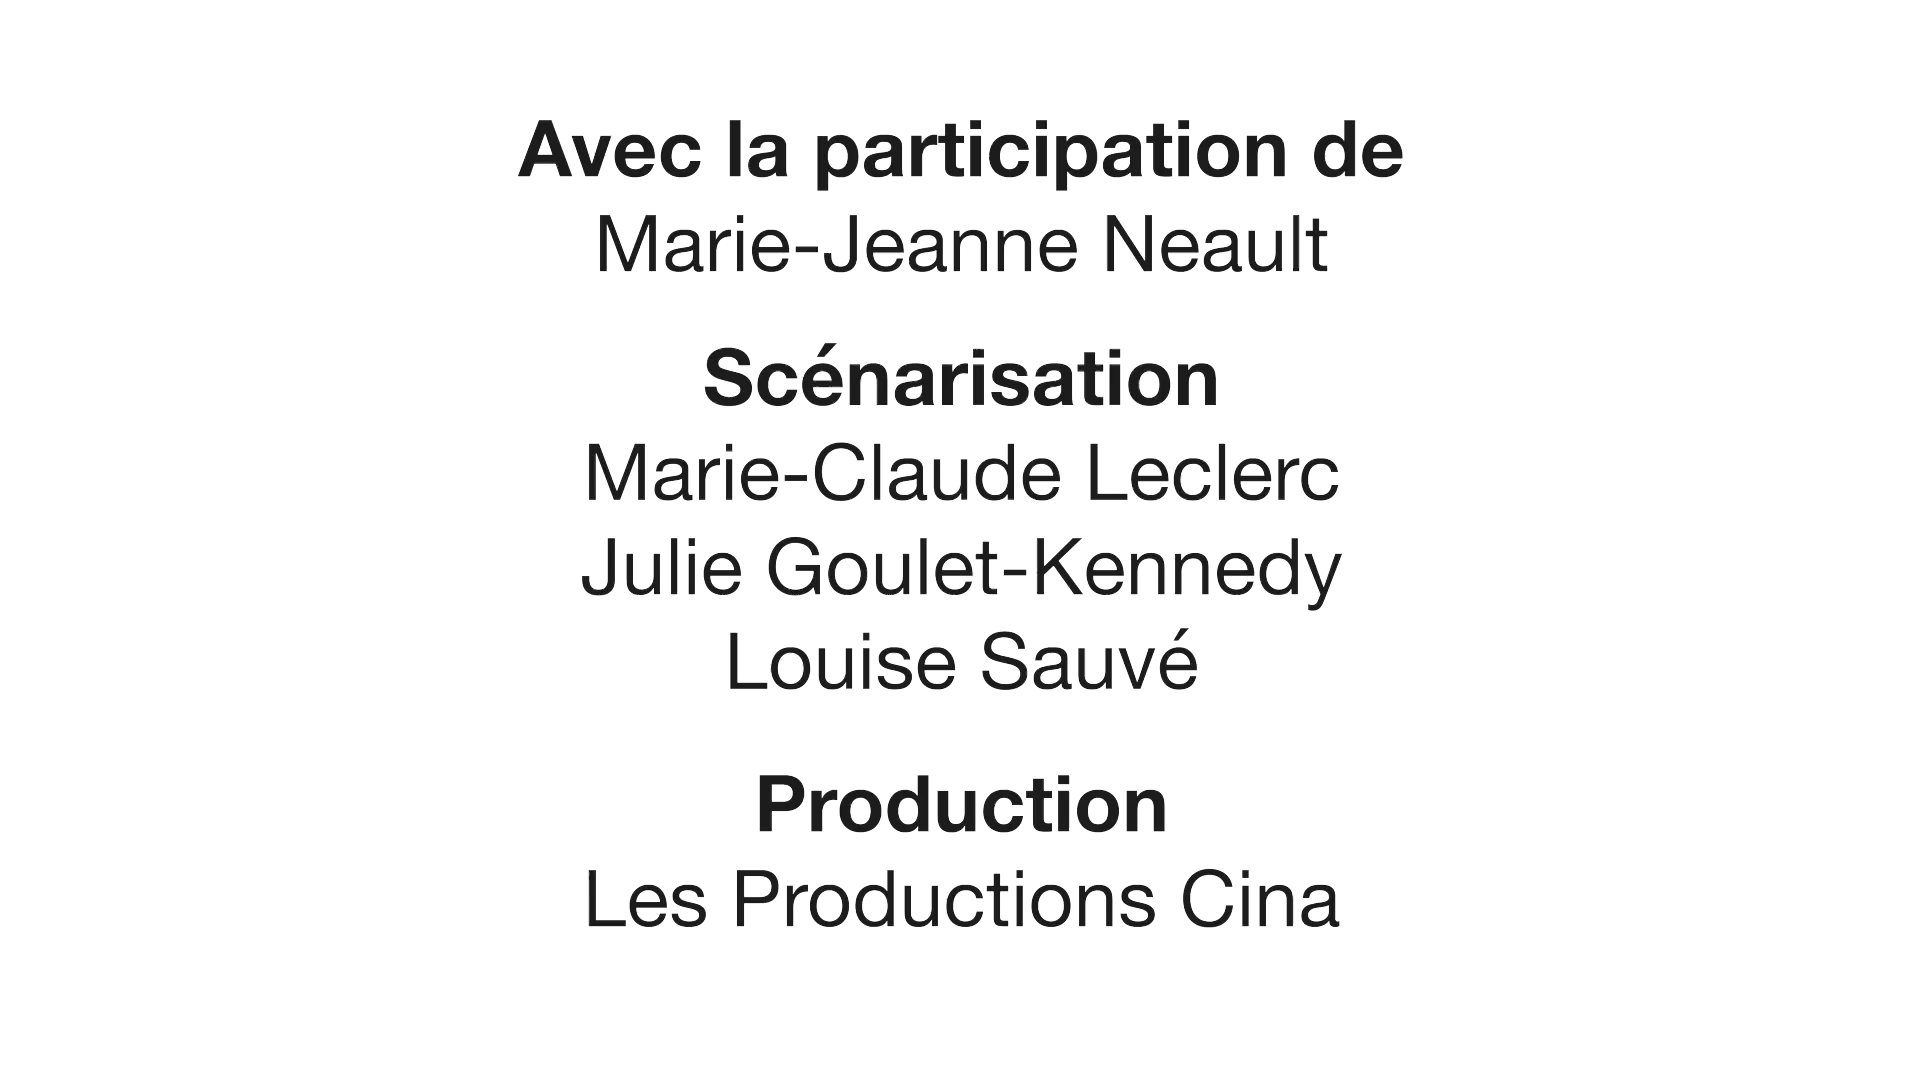 Avec la participation de
Marie-Jeanne Neault
Scénarisation
Marie-Claude Leclerc
Julie Goulet-Kennedy
Louise Sauvé
Production
Les Productions Cina